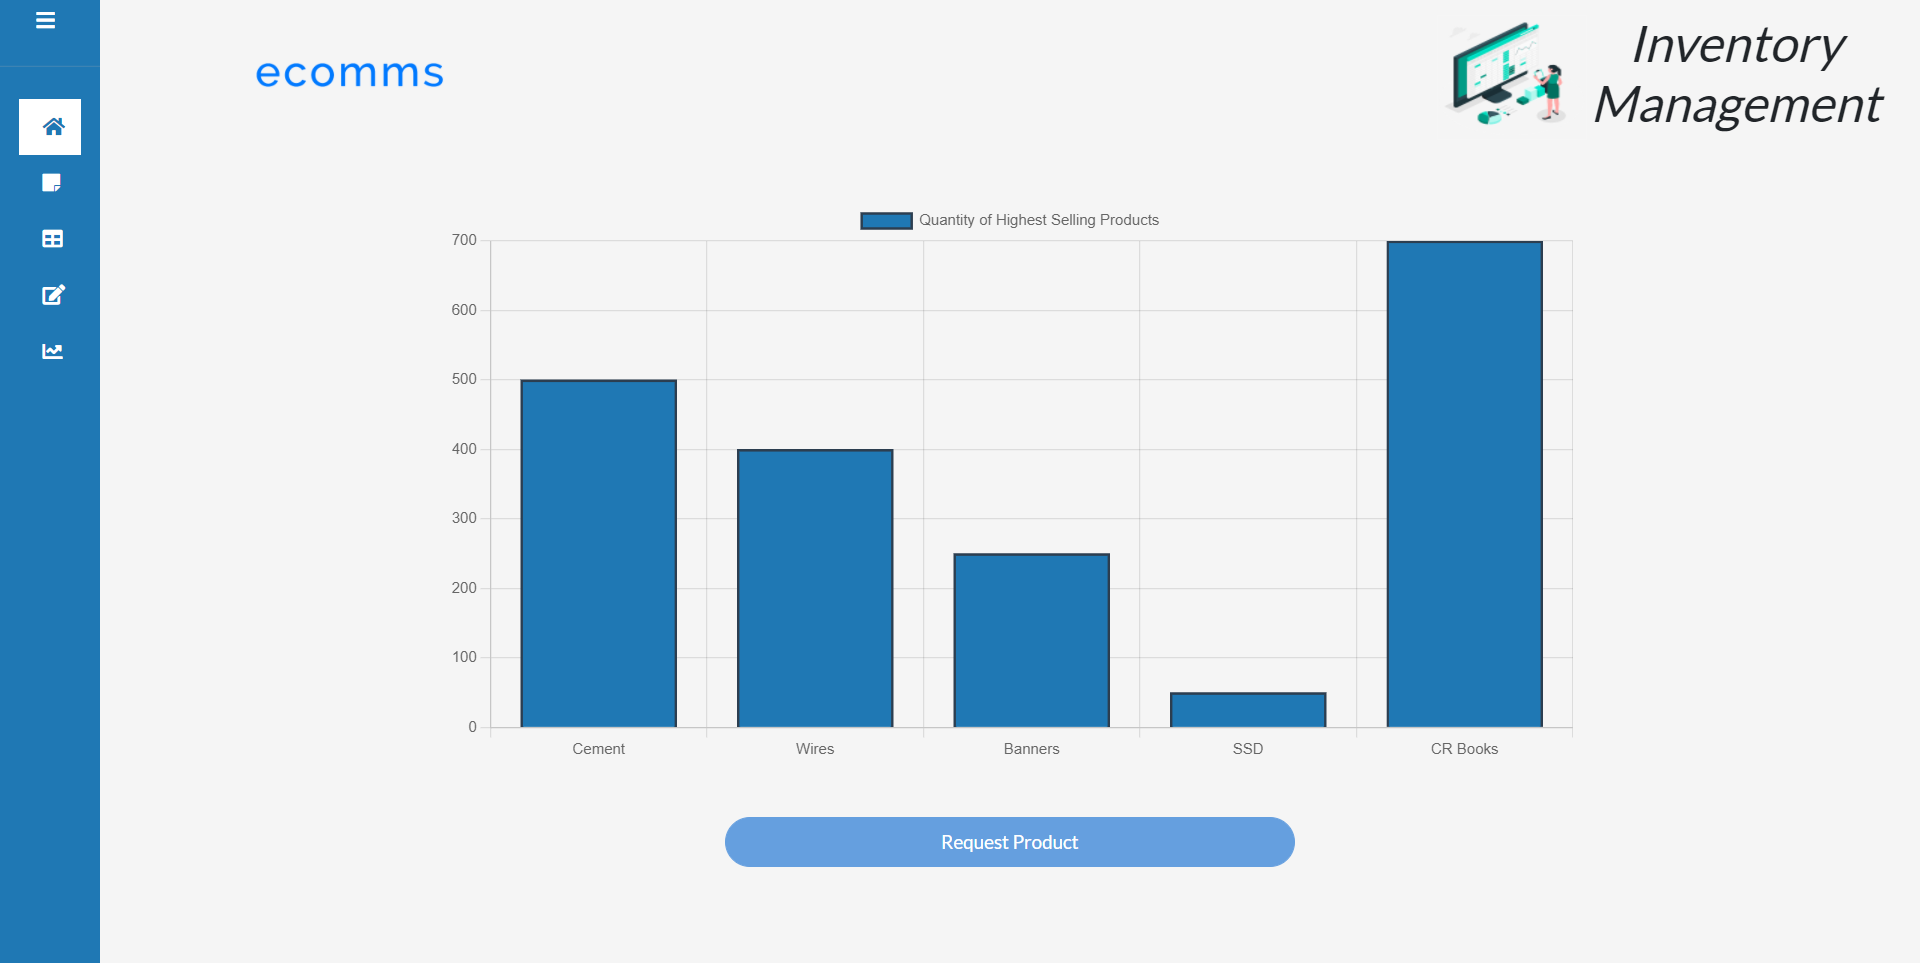 ecomms
Inventory
Management
Quantity of Highest Selling Products
700
600
500
400
300
200
100
0
Cement Wires Banners SSD CR Books
Request Product